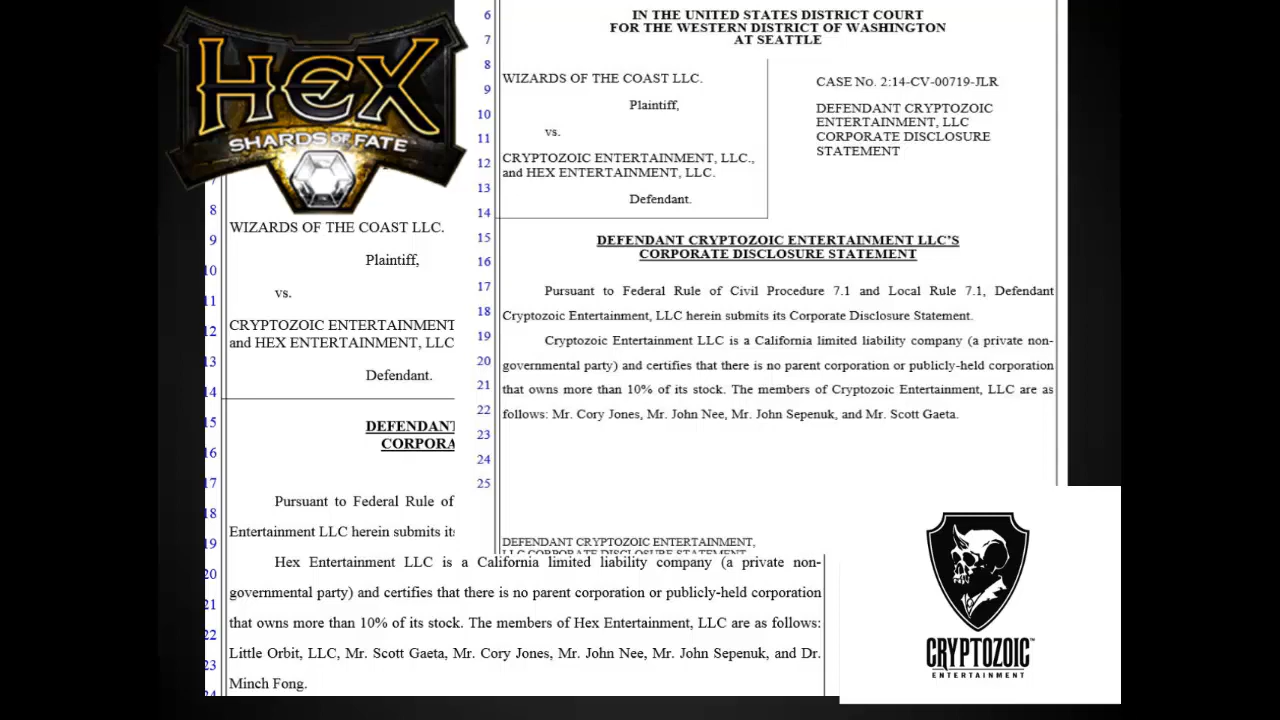 HEX
SHARDS OF FATE™
7
8
WIZARDS OF THE COAST LLC.
9
Plaintiff,
10
vs.
11
12
CRYPTOZOIC ENTERTAINMENT
and HEX ENTERTAINMENT, LLC
13
Defendant.
14
15
DEFENDANT
CORPORA
16
17
Pursuant to Federal Rule of
18
Entertainment LLC herein submits its
19
Hex Entertainment LLC is a California limited liability company (a private non-
20
governmental party) and certifies that there is no parent corporation or publicly-held corporation
21
that owns more than 10% of its stock. The members of Hex Entertainment, LLC are as follows:
22
Little Orbit, LLC, Mr. Scott Gaeta, Mr. Cory Jones, Mr. John Nee, Mr. John Sepenuk, and Dr.
23
Minch Fong.
24
6
IN THE UNITED STATES DISTRICT COURT
FOR THE WESTERN DISTRICT OF WASHINGTON
7
AT SEATTLE
8
WIZARDS OF THE COAST LLC.
9
Plaintiff,
10
vs.
11
CRYPTOZOIC ENTERTAINMENT, LLC.,
12
and HEX ENTERTAINMENT, LLC.
13
Defendant.
14
CASE No. 2:14-CV-00719-JLR
DEFENDANT CRYPTOZOIC
ENTERTAINMENT, LLC
CORPORATE DISCLOSURE
STATEMENT
15
DEFENDANT CRYPTOZOIC ENTERTAINMENT LLC'S
CORPORATE DISCLOSURE STATEMENT
16
17
Pursuant to Federal Rule of Civil Procedure 7.1 and Local Rule 7.1, Defendant
18
Cryptozoic Entertainment, LLC herein submits its Corporate Disclosure Statement.
19
Cryptozoic Entertainment LLC is a California limited liability company (a private non-
20
governmental party) and certifies that there is no parent corporation or publicly-held corporation
21
that owns more than 10% of its stock. The members of Cryptozoic Entertainment, LLC are as
22
follows: Mr. Cory Jones, Mr. John Nee, Mr. John Sepenuk, and Mr. Scott Gaeta.
23
24
25
DEFENDANT CRYPTOZOIC ENTERTAINMENT,
LLC CORPORATE DISCLOSURE STATEMENT
CRYPTOZOIC™
ENTERTAINMENT